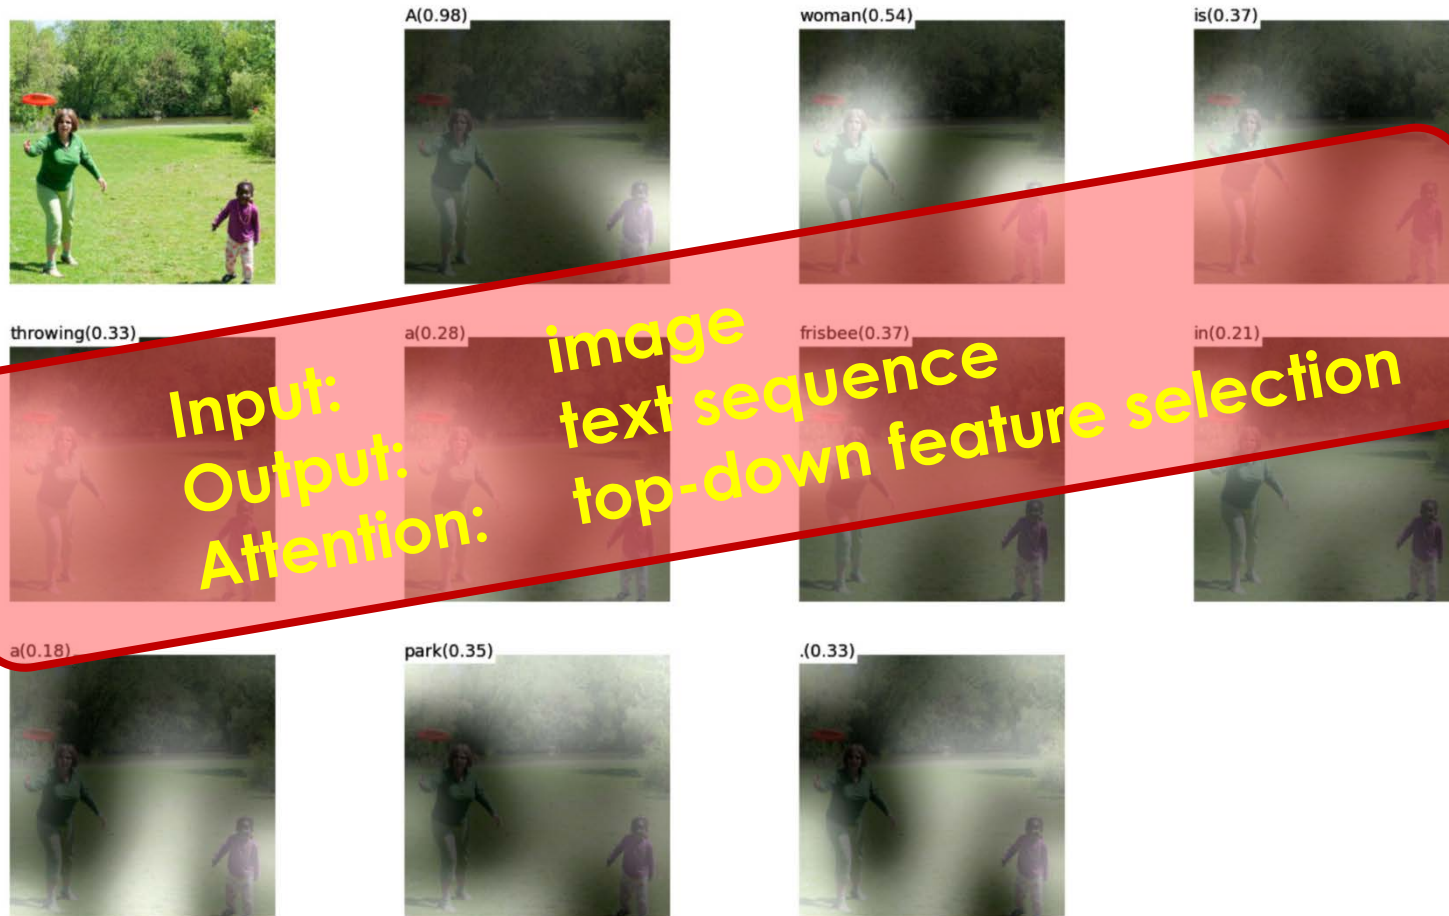 A(0.98)
woman(0.54)
is(0.37)
throwing(0.33)
a(0.28)
frisbee(0.37)
in(0.21)
Input: image
Output: text sequence
Attention: top-down feature selection
a(0.18)
park(0.35)
.(0.33)